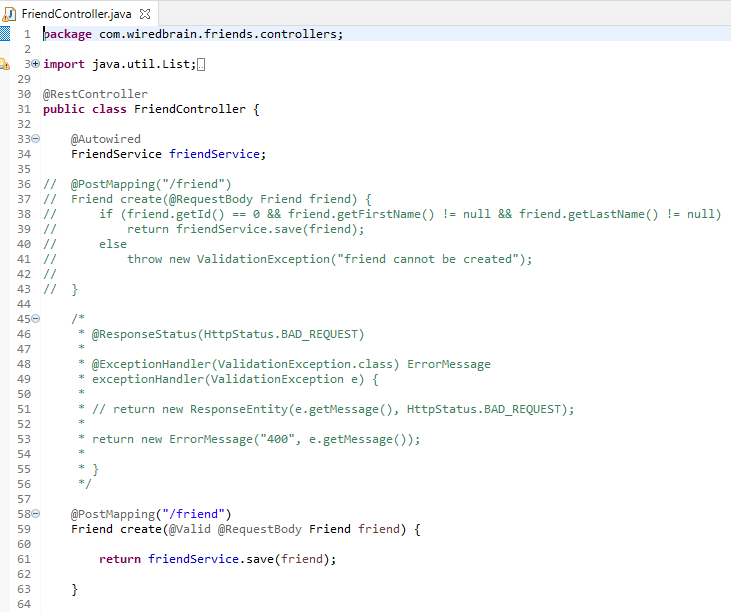 FriendController.java
1 package com.wiredbrain.friends.controllers;
2
3 import java.util.List;
29
30 @RestController
31 public class FriendController {
32
33 @Autowired
34 FriendService friendService;
35
36 // @PostMapping("/friend")
37 // Friend create(@RequestBody Friend friend) {
38 // if (friend.getId() == 0 && friend.getFirstName() != null && friend.getLastName() != null)
39 // return friendService.save(friend);
40 // else
41 // throw new ValidationException("friend cannot be created");
42 //
43 // }
44
45 /*
46 * @ResponseStatus(HttpStatus.BAD_REQUEST)
47 *
48 * @ExceptionHandler(ValidationException.class) ErrorMessage
49 * exceptionHandler(ValidationException e) {
50 *
51 * // return new ResponseEntity(e.getMessage(), HttpStatus.BAD_REQUEST);
52 *
53 * return new ErrorMessage("400", e.getMessage());
54 *
55 * }
56 */
57
58 @PostMapping("/friend")
59 Friend create(@Valid @RequestBody Friend friend) {
60
61 return friendService.save(friend);
62
63 }
64